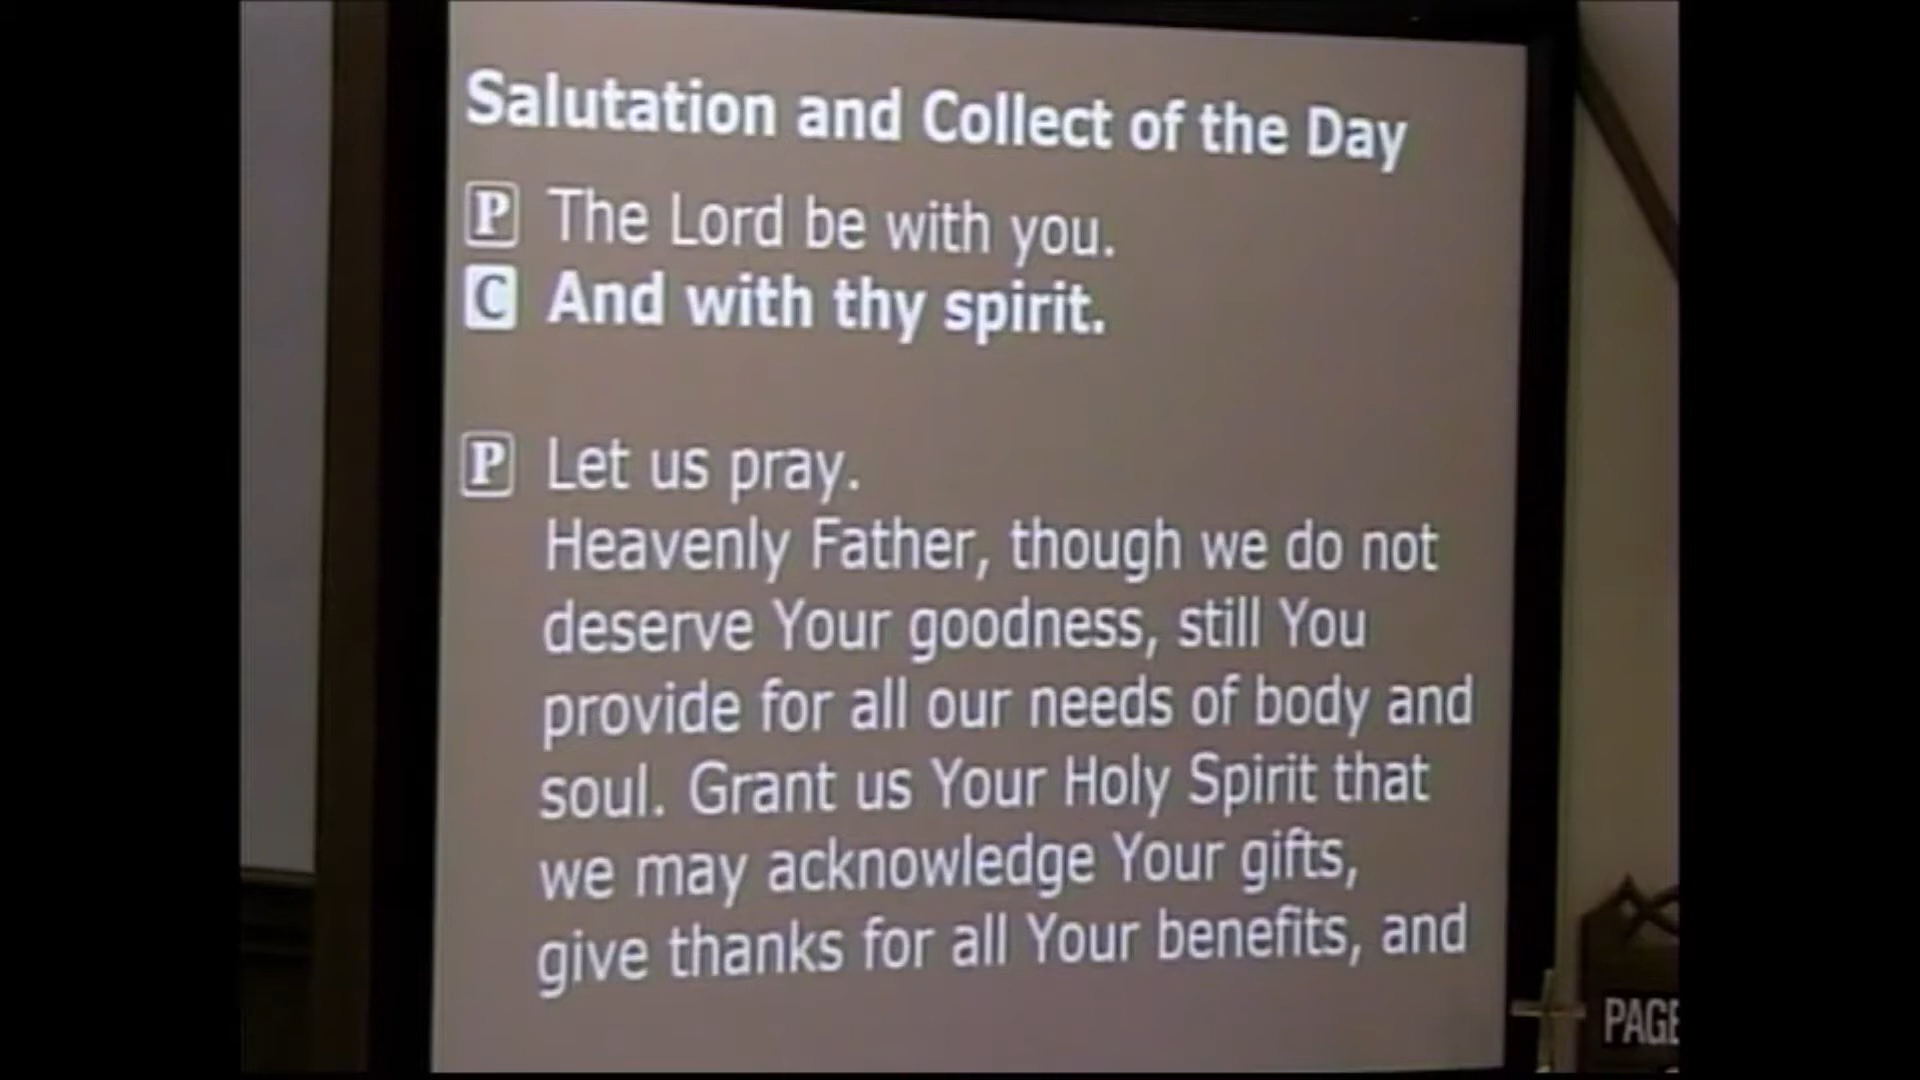 Salutation and Collect of the Day
P The Lord be with you.
C And with thy spirit.
P Let us pray.
Heavenly Father, though we do not
deserve Your goodness, still You
provide for all our needs of body and
soul. Grant us Your Holy Spirit that
we may acknowledge Your gifts,
give thanks for all Your benefits, and
PAGE